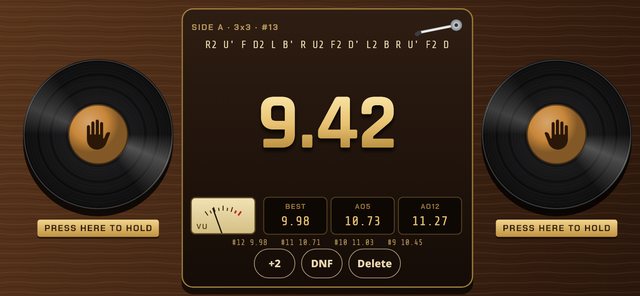 SIDE A · 3x3 · #13
R2 U' F D2 L B' R U2 F2 D' L2 B R U' F2 D
9.42
PRESS HERE TO HOLD
VU
BEST
9.98
AO5
10.73
AO12
11.27
PRESS HERE TO HOLD
#12 9.98 #11 10.71 #10 11.03 #9 10.45
+2
DNF
Delete